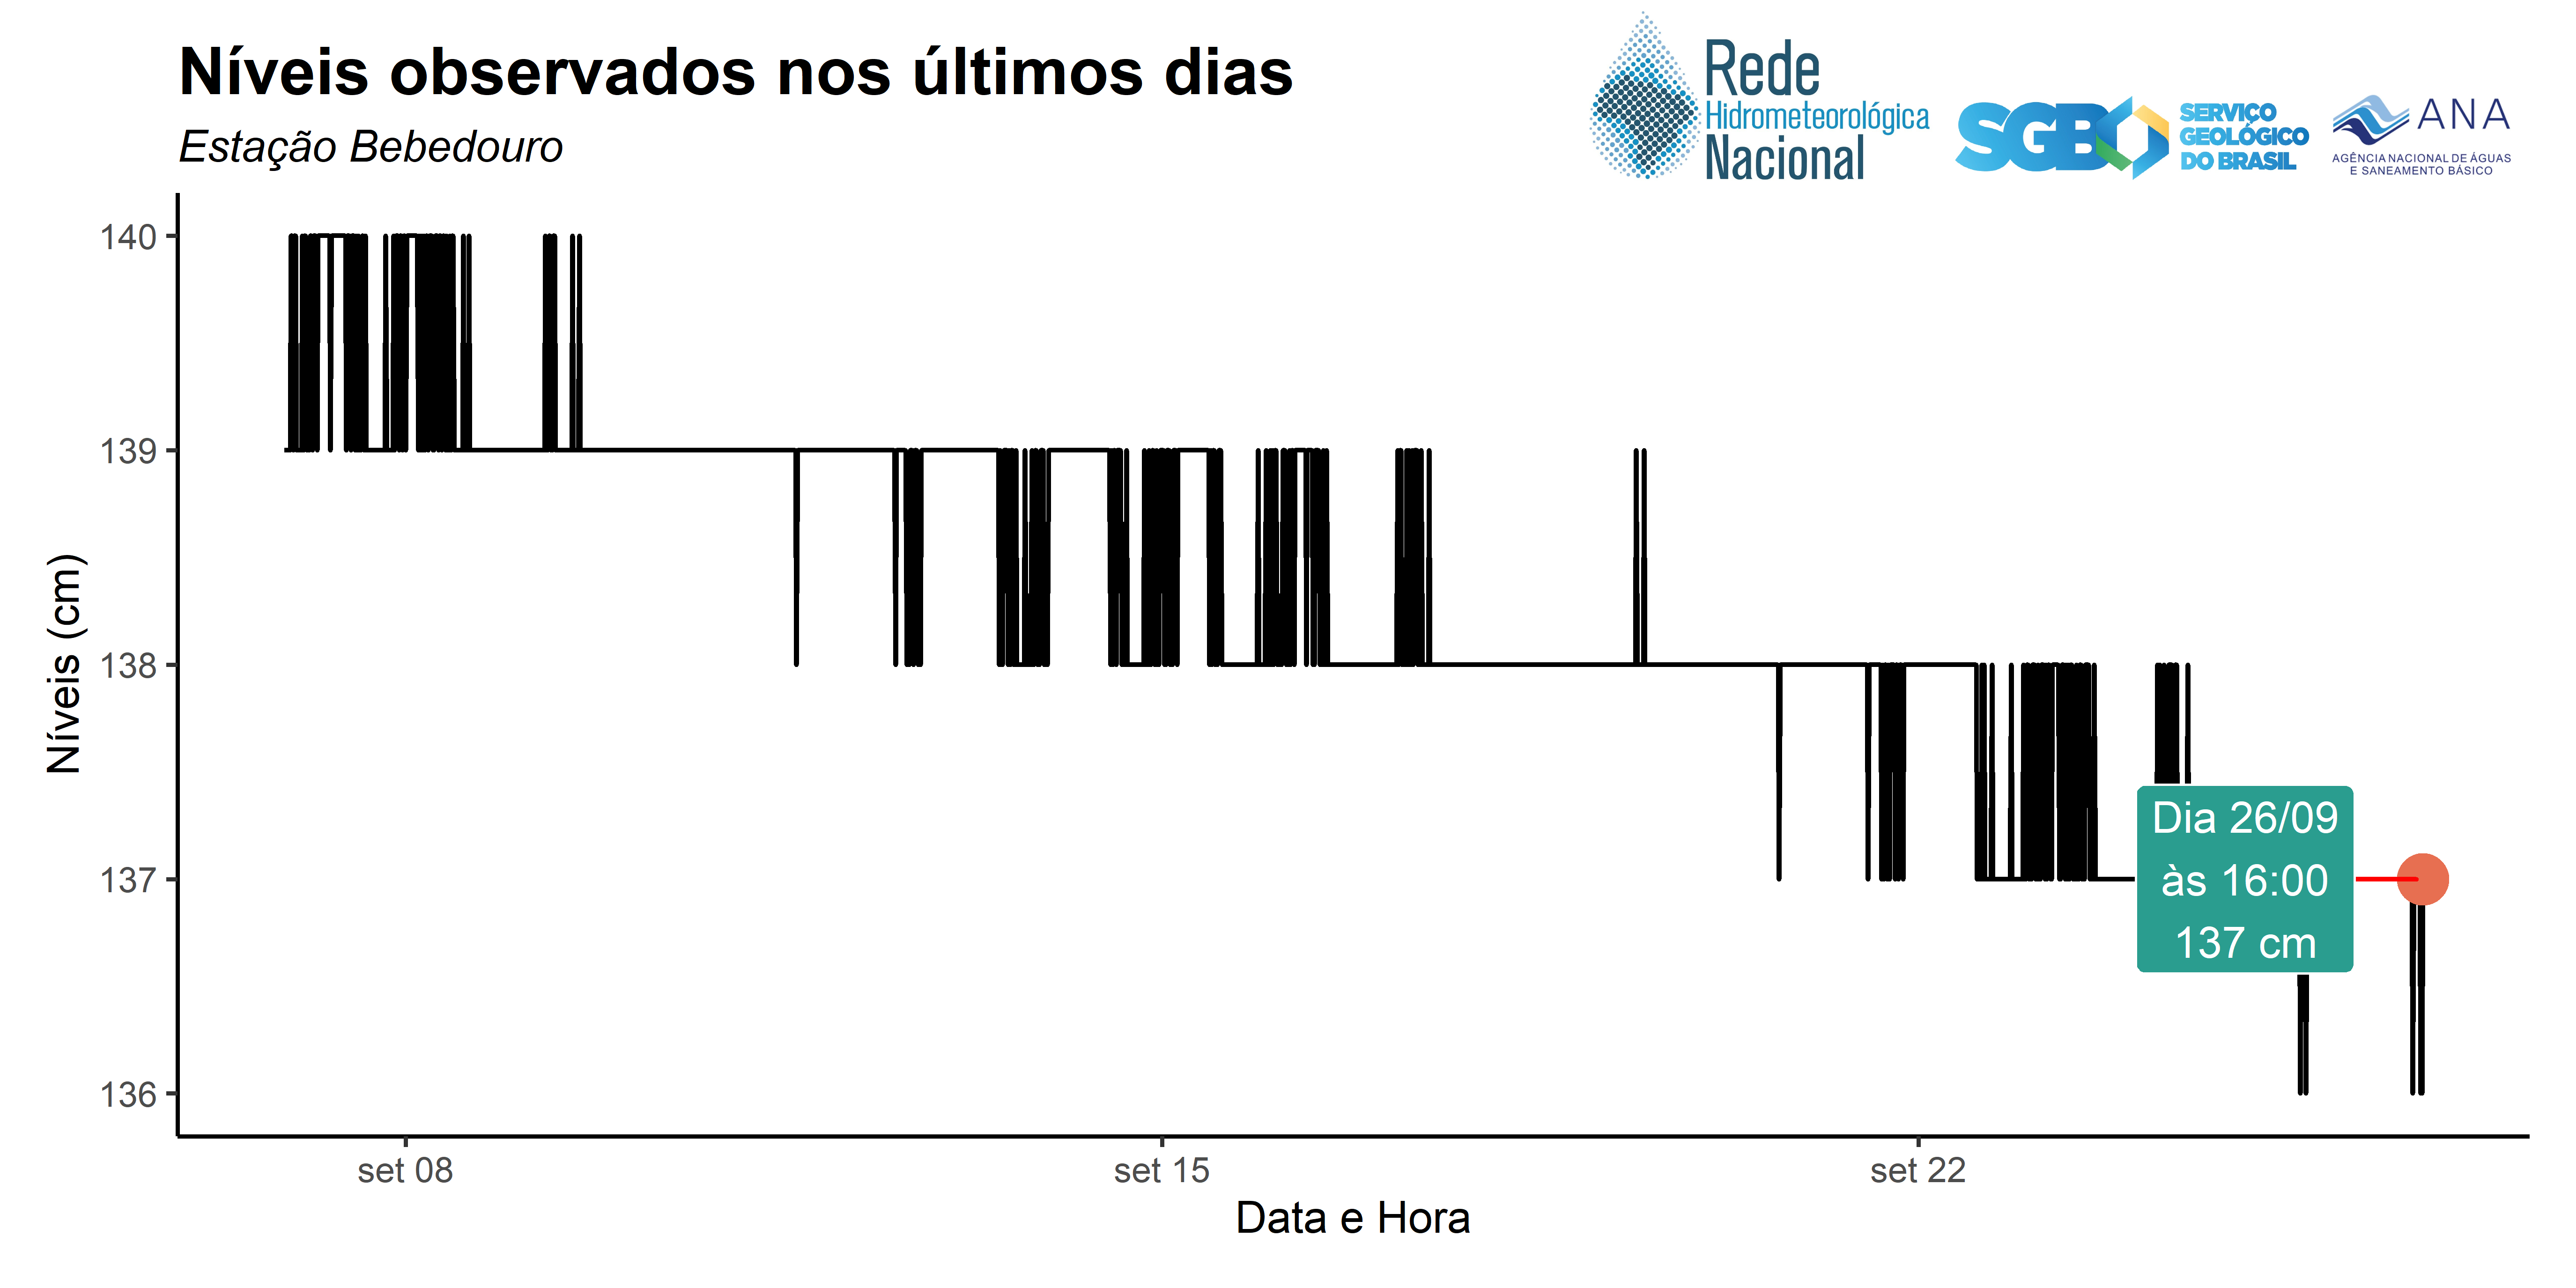 Níveis observados nos últimos dias
Estação Bebedouro
Rede
Hidrometeorológica
Nacional
SGB
SERVIÇO
GEOLÓGICO
DO BRASIL
ANA
AGÊNCIA NACIONAL DE ÁGUAS
E SANEAMENTO BÁSICO
Níveis (cm)
140
139
138
137
136
Dia 26/09
às 16:00
137 cm
set 08
set 15
set 22
Data e Hora